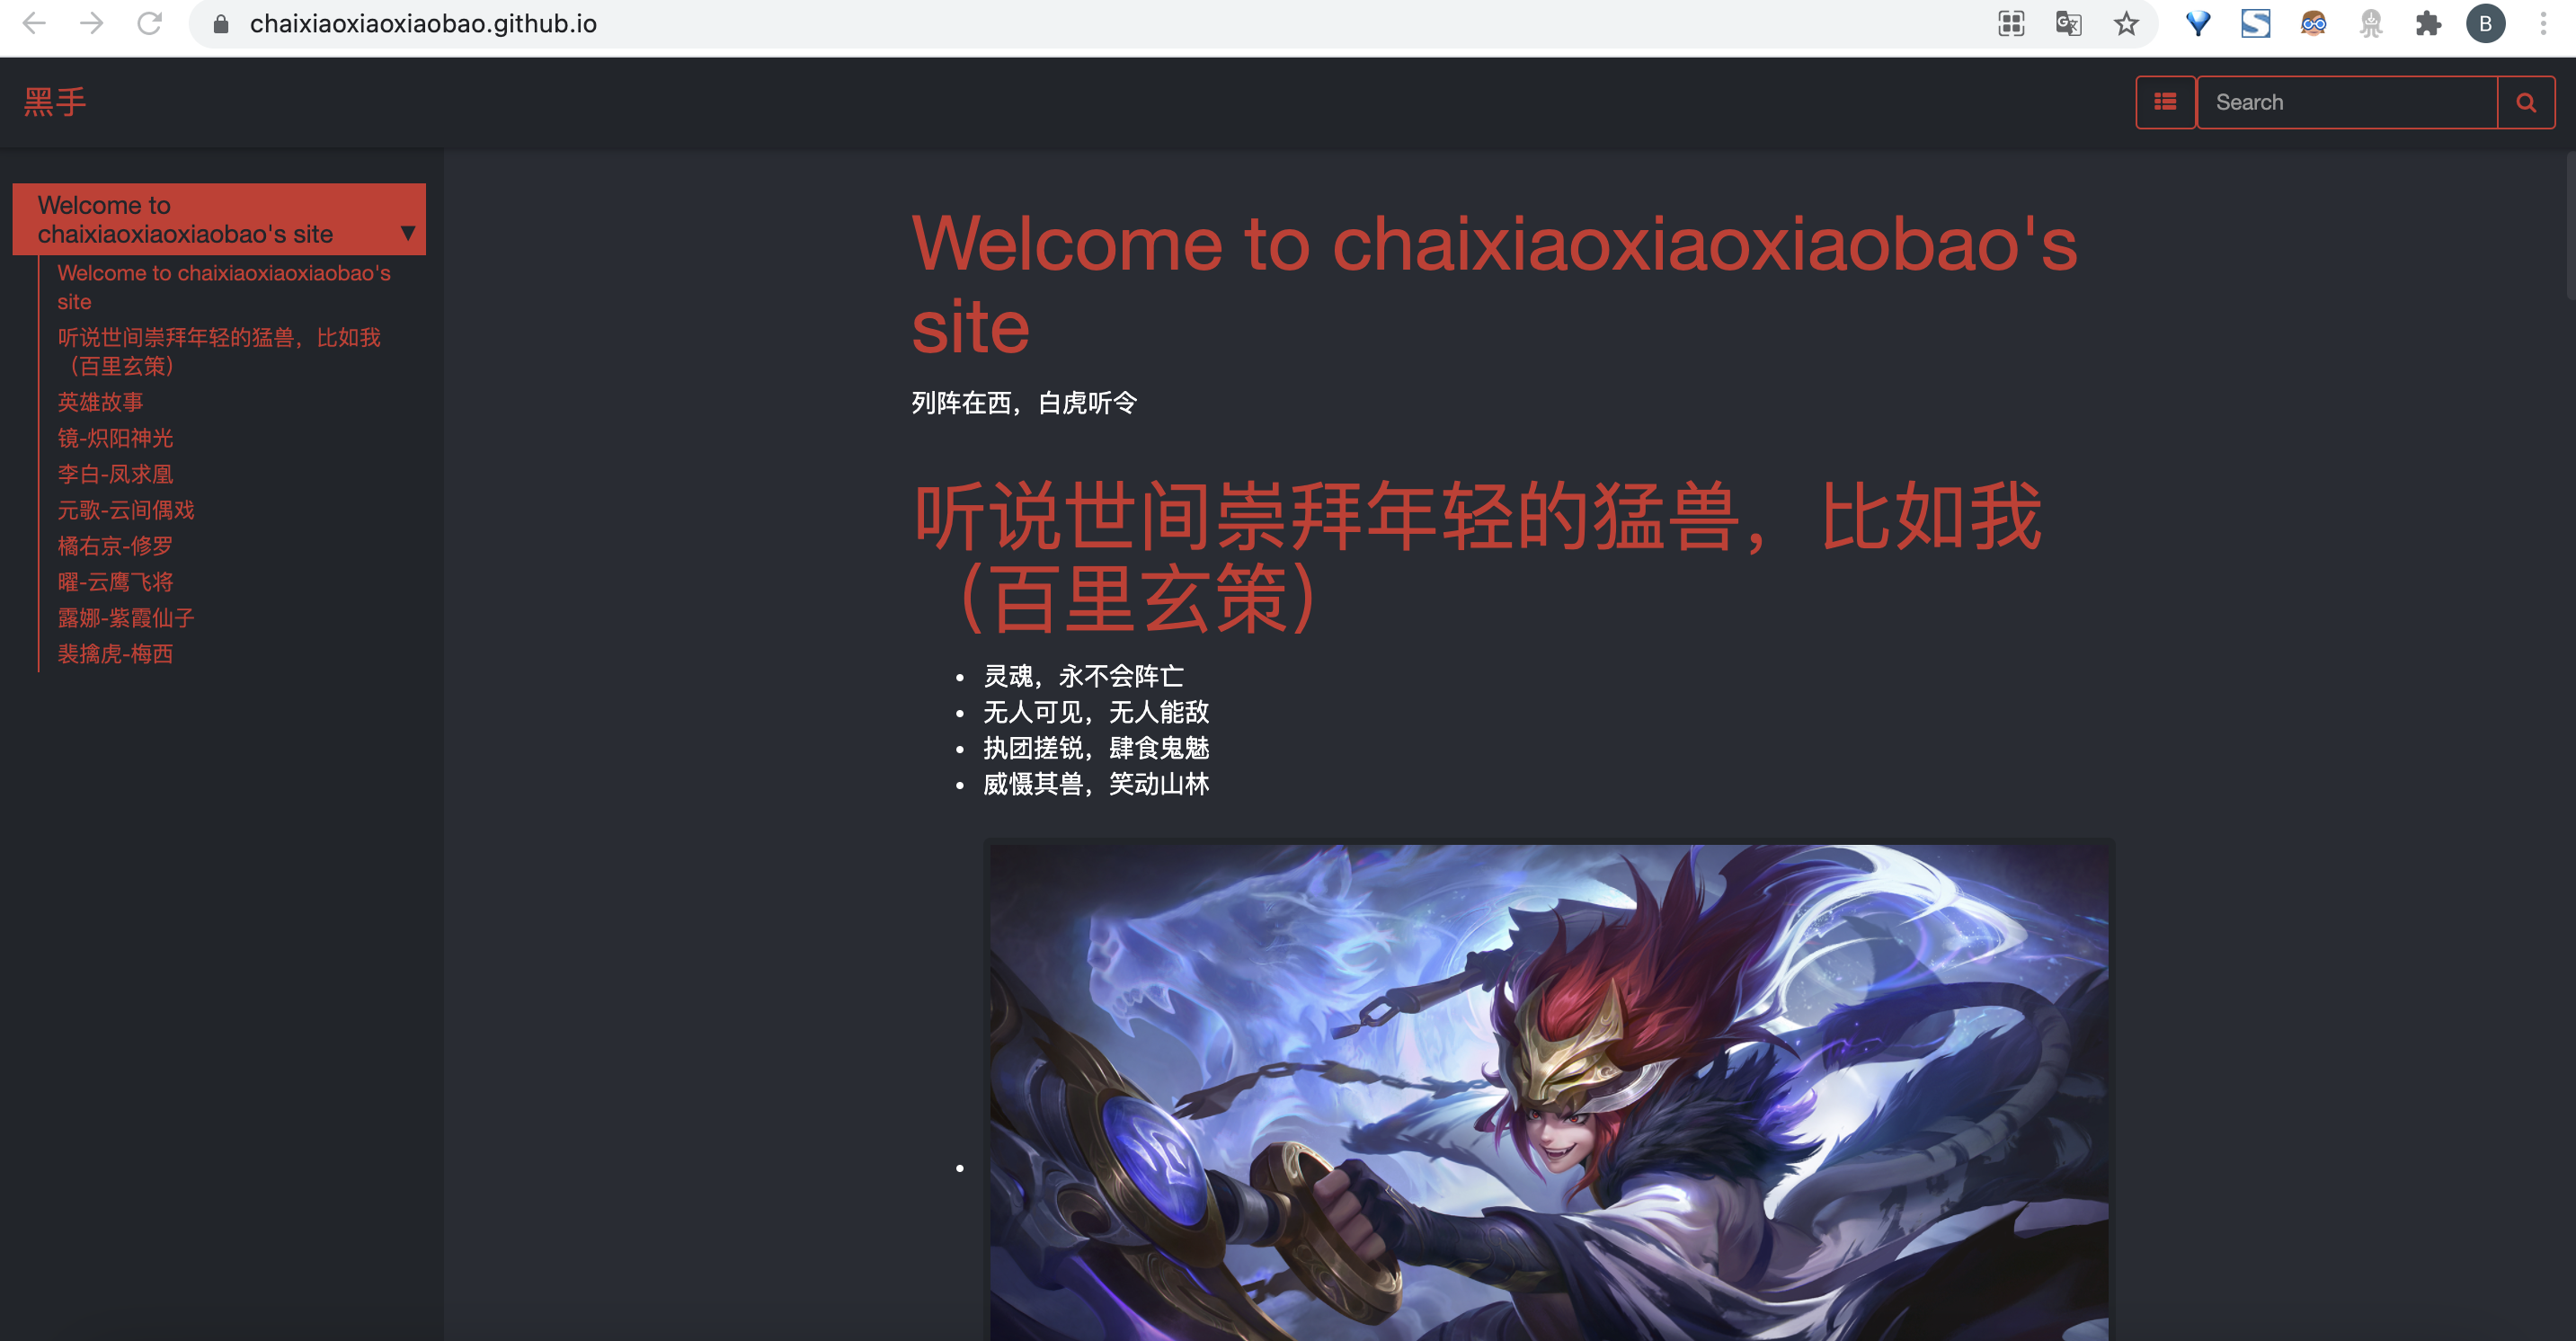 chaixiaoxiaoxiaobao.github.io
B
黑手
Search
Welcome to
chaixiaoxiaoxiaobao's site
Welcome to chaixiaoxiaoxiaobao's
site
听说世间崇拜年轻的猛兽，比如我
（百里玄策）
英雄故事
镜-炽阳神光
李白-凤求凰
元歌-云间偶戏
橘右京-修罗
曜-云鹰飞将
露娜-紫霞仙子
裴擒虎-梅西
Welcome to chaixiaoxiaoxiaobao's
site
列阵在西，白虎听令
听说世间崇拜年轻的猛兽，比如我
（百里玄策）
灵魂，永不会阵亡
无人可见，无人能敌
执团搓锐，肆食鬼魅
威慑其兽，笑动山林